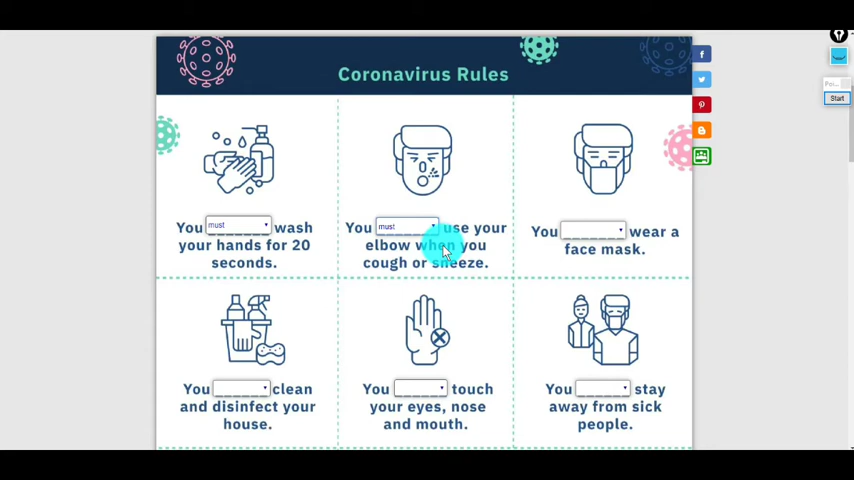 Coronavirus Rules
You must wash
your hands for 20
seconds.
You must use your
elbow when you
cough or sneeze.
You wear a
face mask.
You clean
and disinfect your
house.
You touch
your eyes, nose
and mouth.
You stay
away from sick
people.
Start